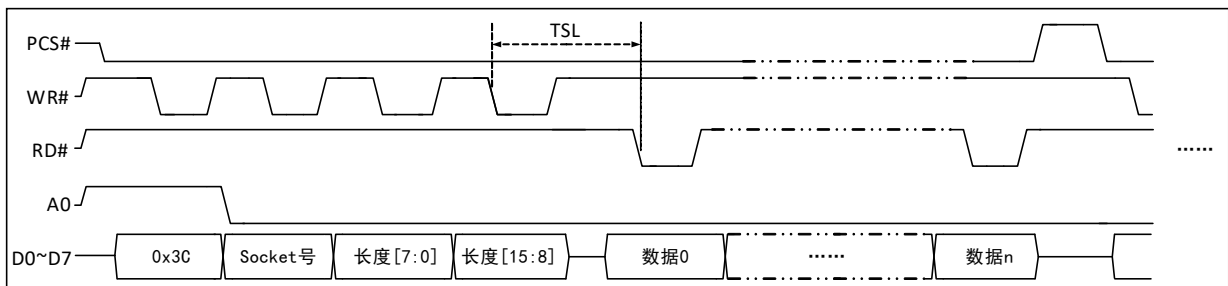 TSL
PCS#
WR#
RD#
……
A0
D0~D7 0x3C Socket号 长度[7:0] 长度[15:8] 数据0 …… 数据n